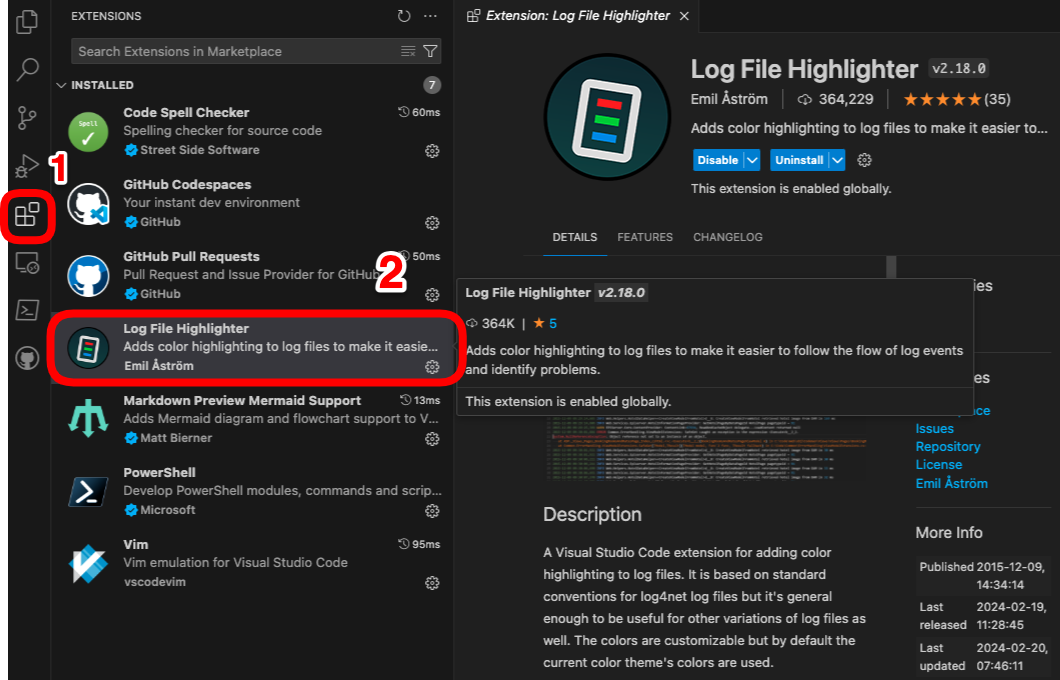 EXTENSIONS
Search Extensions in Marketplace
INSTALLED
7
Spell
Code Spell Checker
60ms
Spelling checker for source code
Street Side Software
1
GitHub Codespaces
Your instant dev environment
GitHub
GitHub Pull Requests
50ms
Pull Request and Issue Provider for GitHub
GitHub
2
Log File Highlighter
Adds color highlighting to log files to make it easie...
Emil Åström
Markdown Preview Mermaid Support
13ms
Adds Mermaid diagram and flowchart support to V...
Matt Bierner
PowerShell
Develop PowerShell modules, commands and scrip...
Microsoft
Vim
95ms
Vim emulation for Visual Studio Code
vscodevim
Extension: Log File Highlighter
Log File Highlighter v2.18.0
Emil Åström
364,229
(35)
Adds color highlighting to log files to make it easier to...
Disable
Uninstall
This extension is enabled globally.
DETAILS
FEATURES
CHANGELOG
Log File Highlighter v2.18.0
364K | ★ 5
Adds color highlighting to log files to make it easier to follow the flow of log events
and identify problems.
This extension is enabled globally.
Description
A Visual Studio Code extension for adding color
highlighting to log files. It is based on standard
conventions for log4net log files but it's general
enough to be useful for other variations of log files as
well. The colors are customizable but by default the
current color theme's colors are used.
ies
es
ce
Issues
Repository
License
Emil Åström
More Info
Published 2015-12-09,
14:34:14
Last 2024-02-19,
released 11:28:45
Last 2024-02-20,
updated 07:46:11